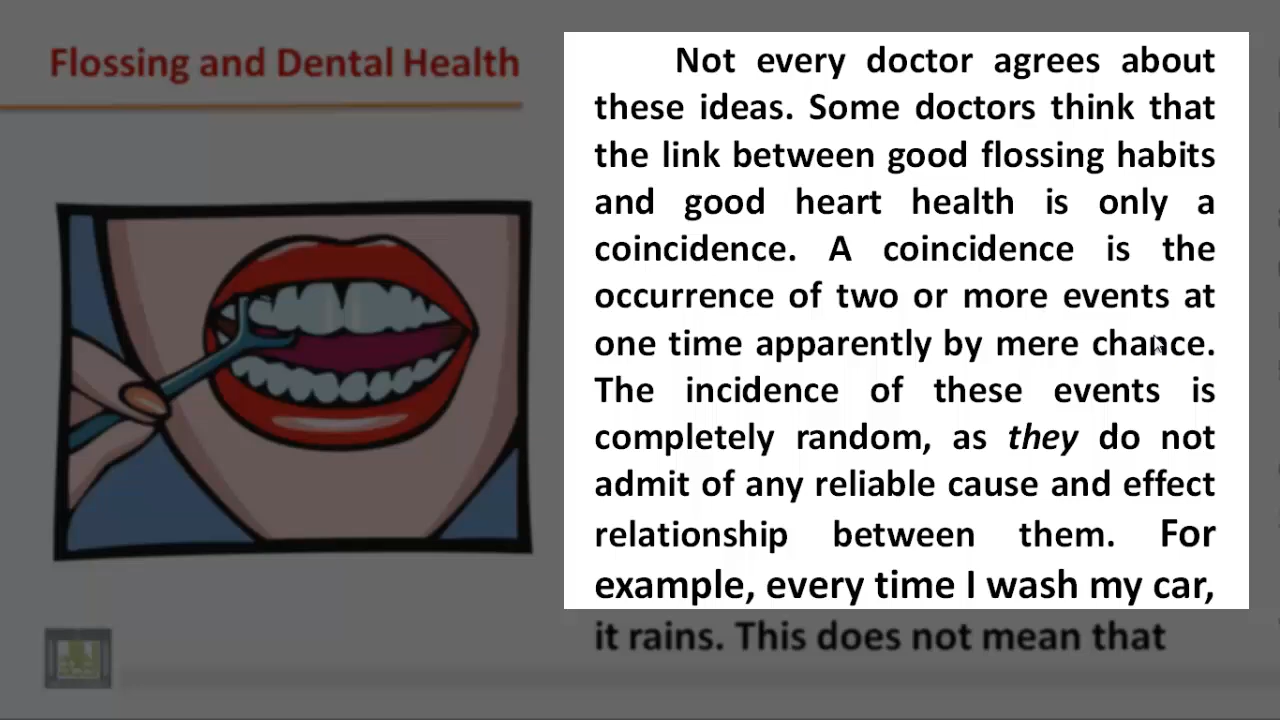 Flossing and Dental Health
Not every doctor agrees about
these ideas. Some doctors think that
the link between good flossing habits
and good heart health is only a
coincidence. A coincidence is the
occurrence of two or more events at
one time apparently by mere chance.
The incidence of these events is
completely random, as they do not
admit of any reliable cause and effect
relationship between them. For
example, every time I wash my car,
it rains. This does not mean that